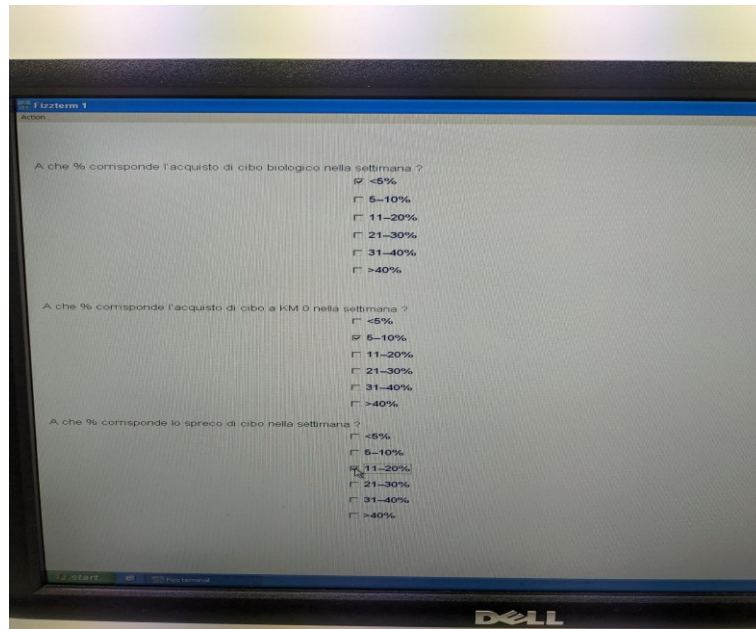 Fizzterm 1
Action
A che % corrisponde l'acquisto di cibo biologico nella settimana ?
<5%
5–10%
11–20%
21–30%
31–40%
>40%
A che % corrisponde l'acquisto di cibo a KM 0 nella settimana ?
<5%
5–10%
11–20%
21–30%
31–40%
>40%
A che % corrisponde lo spreco di cibo nella settimana ?
<5%
5–10%
11–20%
21–30%
31–40%
>40%
start
DELL